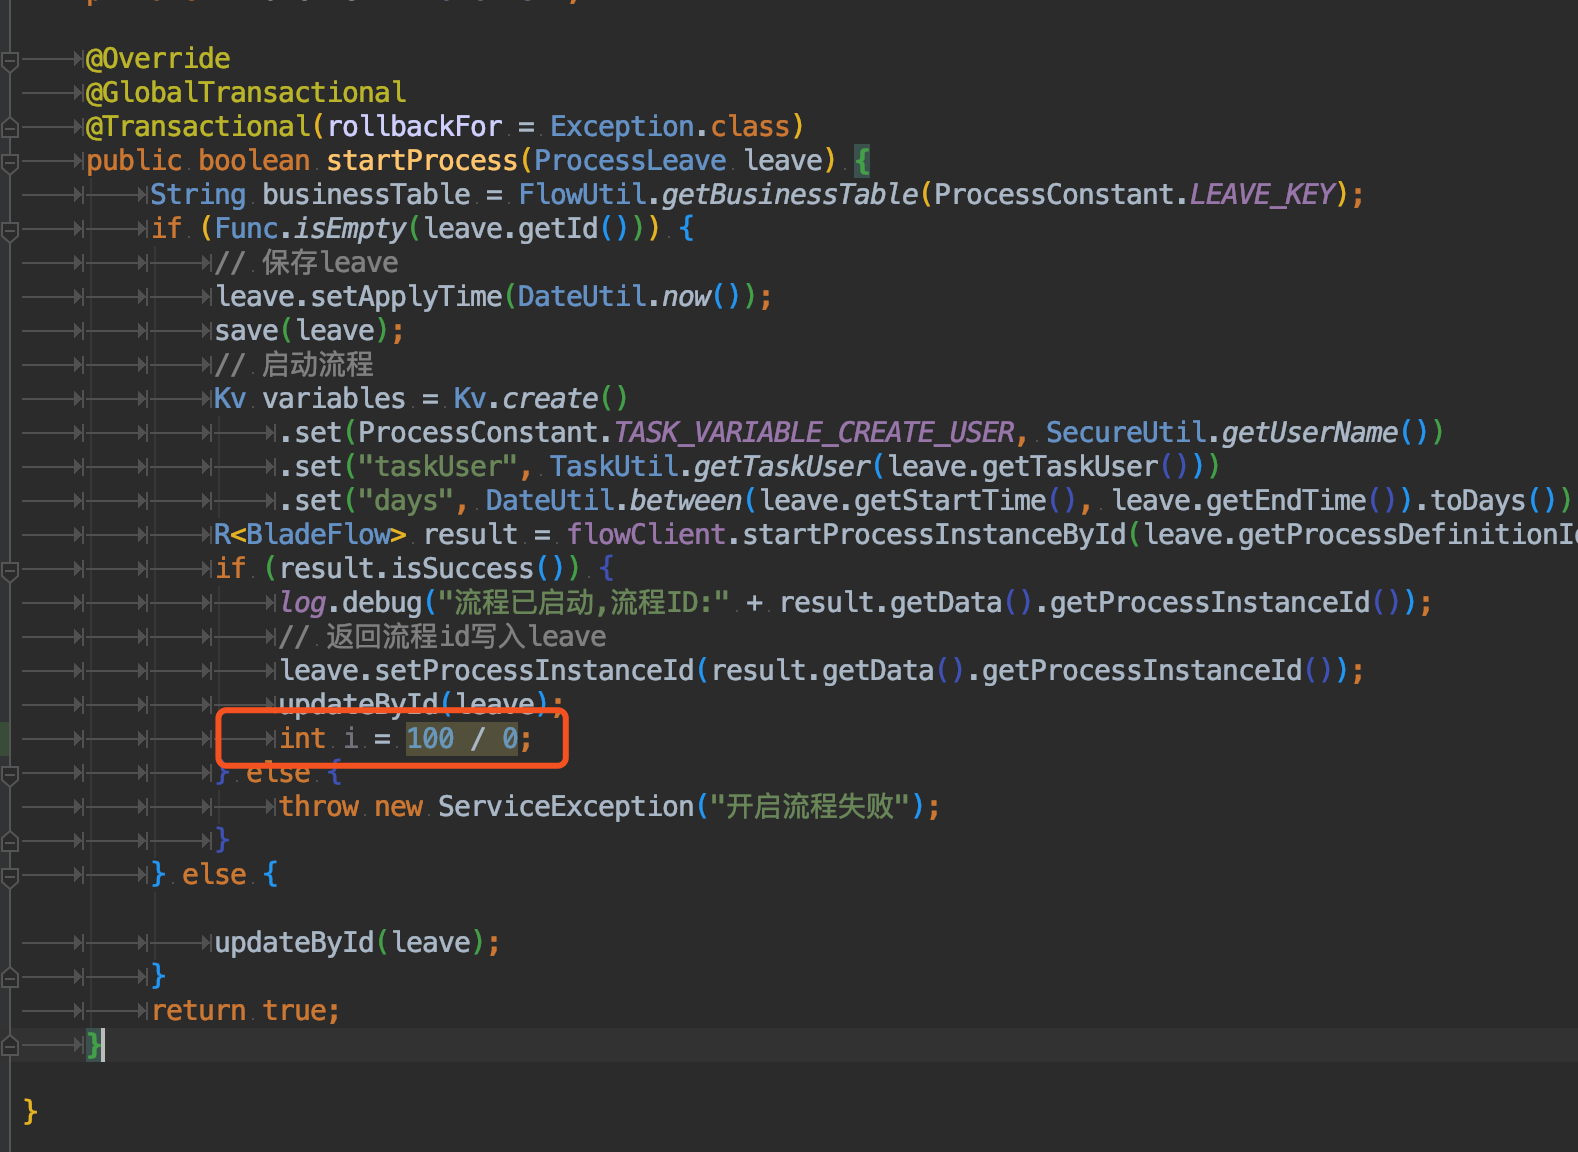 @Override
@GlobalTransactional
@Transactional(rollbackFor = Exception.class)
public boolean startProcess(ProcessLeave leave) {
String businessTable = FlowUtil.getBusinessTable(ProcessConstant.LEAVE_KEY);
if (Func.isEmpty(leave.getId())) {
// 保存leave
leave.setApplyTime(DateUtil.now());
save(leave);
// 启动流程
Kv variables = Kv.create()
.set(ProcessConstant.TASK_VARIABLE_CREATE_USER, SecureUtil.getUserName())
.set("taskUser", TaskUtil.getTaskUser(leave.getTaskUser()))
.set("days", DateUtil.between(leave.getStartTime(), leave.getEndTime()).toDays())
R<BladeFlow> result = flowClient.startProcessInstanceById(leave.getProcessDefinitionId
if (result.isSuccess()) {
log.debug("流程已启动,流程ID:" + result.getData().getProcessInstanceId());
// 返回流程id写入leave
leave.setProcessInstanceId(result.getData().getProcessInstanceId());
updateById(leave);
int i = 100 / 0;
} else {
throw new ServiceException("开启流程失败");
}
} else {
updateById(leave);
}
return true;
}
}